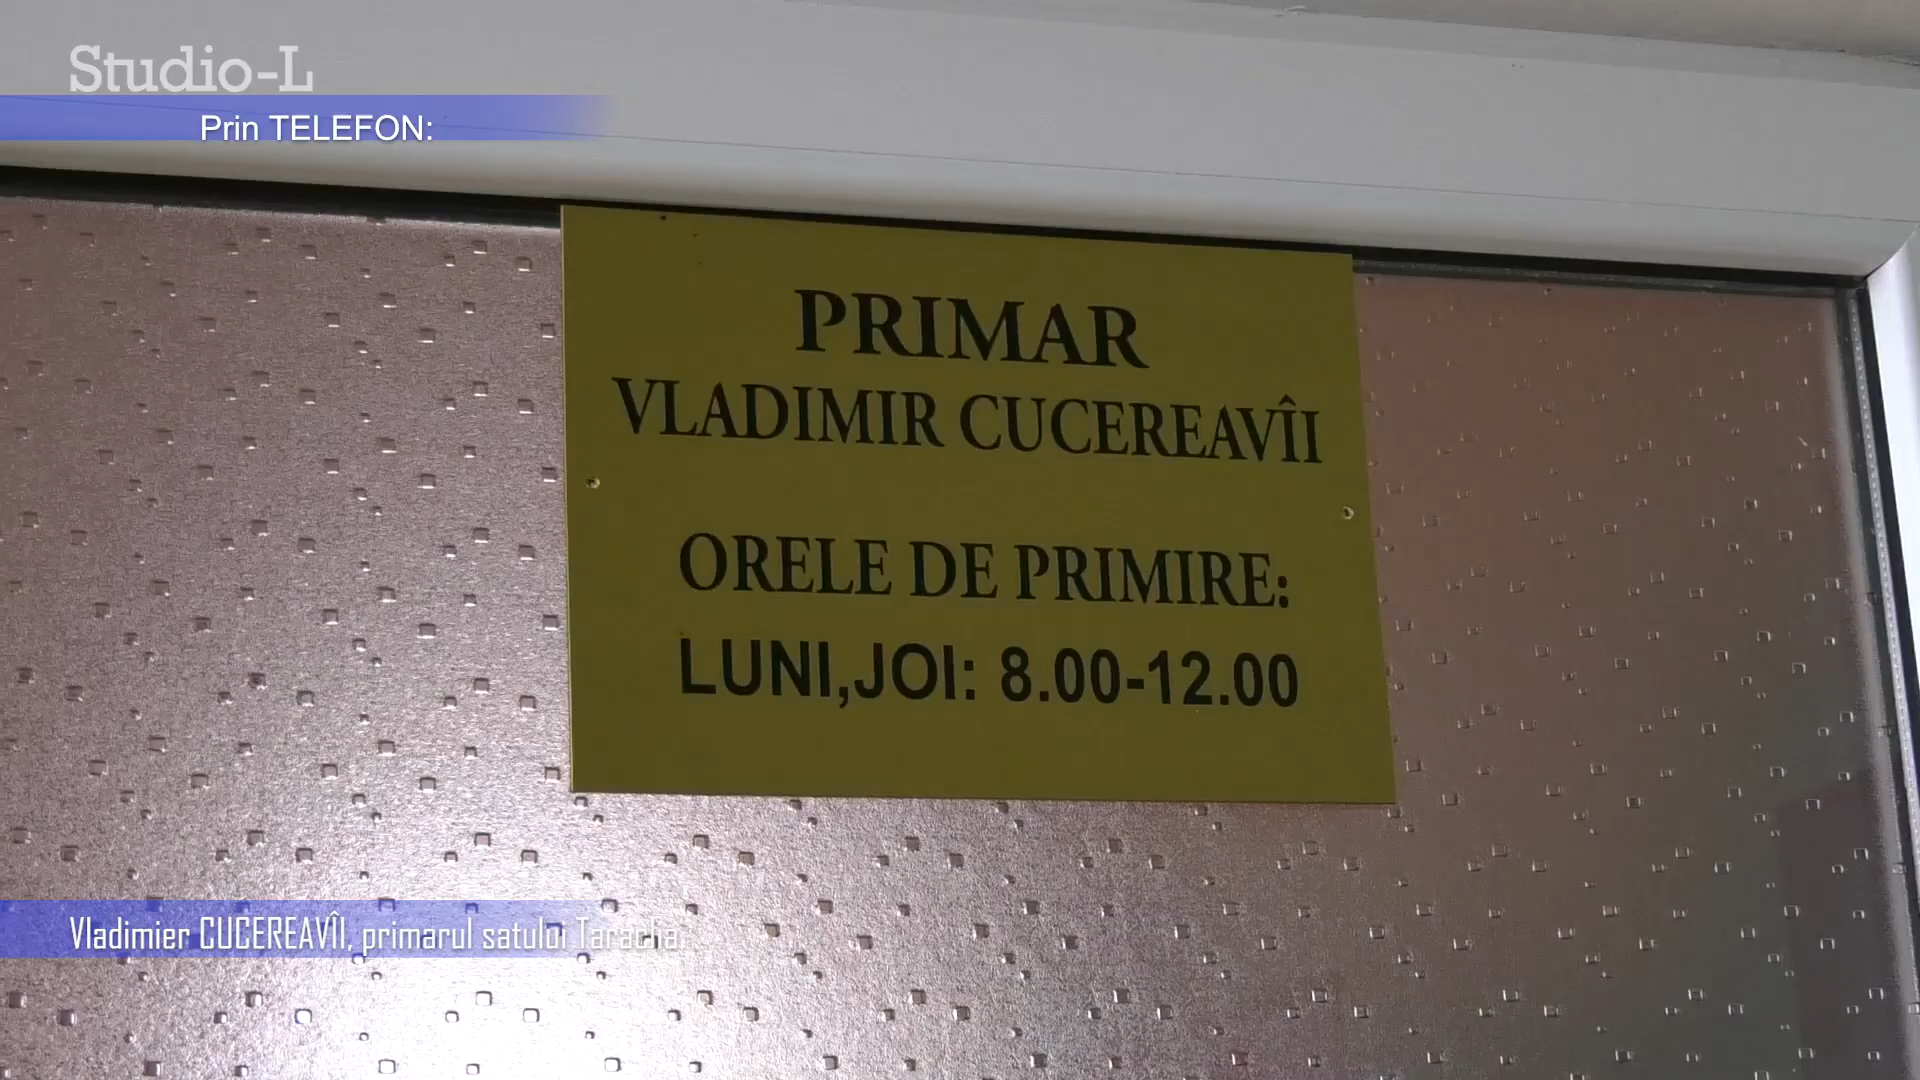 Studio-L
Prin TELEFON:
PRIMAR
VLADIMIR CUCEREAVÎI
ORELE DE PRIMIRE:
LUNI,JOI: 8.00-12.00
Vladimier CUCEREAVÎI, primarul satului Taraclia